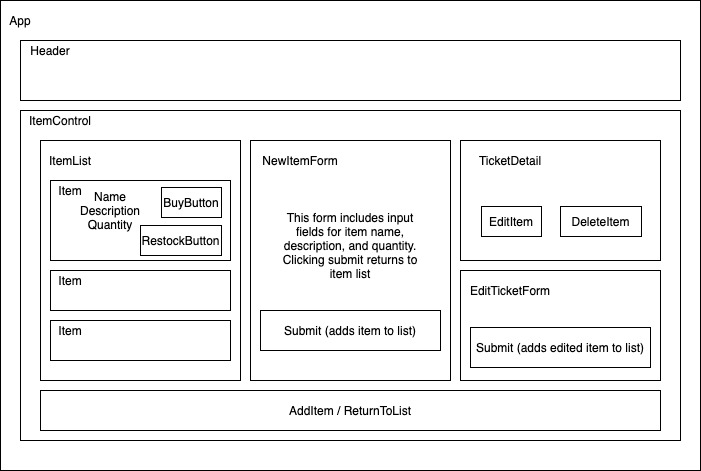 App
Header
ItemControl
ItemList
Item
Name
Description
Quantity
BuyButton
RestockButton
Item
Item
NewItemForm
This form includes input
fields for item name,
description, and quantity.
Clicking submit returns to
item list
Submit (adds item to list)
TicketDetail
EditItem
DeleteItem
EditTicketForm
Submit (adds edited item to list)
AddItem / ReturnToList